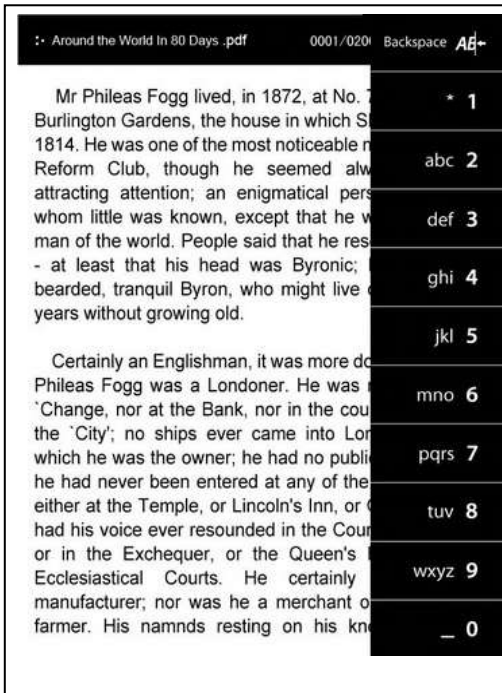 :· Around the World In 80 Days .pdf 0001/020
Mr Phileas Fogg lived, in 1872, at No.
Burlington Gardens, the house in which
1814. He was one of the most noticeable
Reform Club, though he seemed alw
attracting attention; an enigmatical pers
whom little was known, except that he
man of the world. People said that he res
- at least that his head was Byronic;
bearded, tranquil Byron, who might live
years without growing old.
Certainly an Englishman, it was more do
Phileas Fogg was a Londoner. He was
`Change, nor at the Bank, nor in the cou
the `City'; no ships ever came into Lon
which he was the owner; he had no publi
he had never been entered at any of the
either at the Temple, or Lincoln's Inn, or
had his voice ever resounded in the Cour
or in the Exchequer, or the Queen's
Ecclesiastical Courts. He certainly
manufacturer; nor was he a merchant o
farmer. His namnds resting on his kn
Backspace AB
* 1
abc 2
def 3
ghi 4
jkl 5
mno 6
pqrs 7
tuv 8
wxyz 9
_ 0